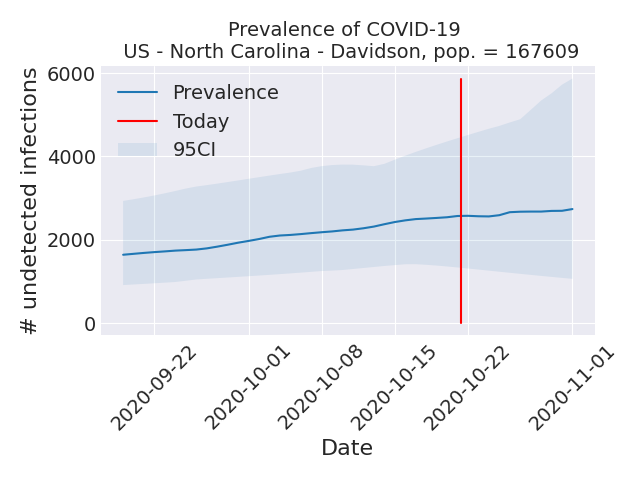 Prevalence of COVID-19
US - North Carolina - Davidson, pop. = 167609
# undetected infections
6000
4000
2000
0
Prevalence
Today
95CI
2020-09-22
2020-10-01
2020-10-08
2020-10-15
2020-10-22
2020-11-01
Date